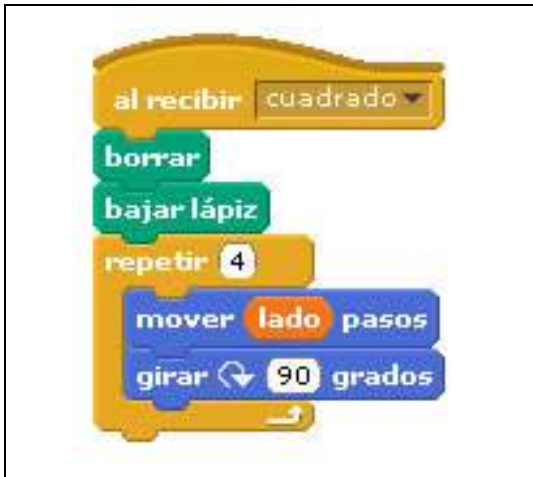 al recibir cuadrado
borrar
bajar lápiz
repetir 4
mover lado pasos
girar 90 grados